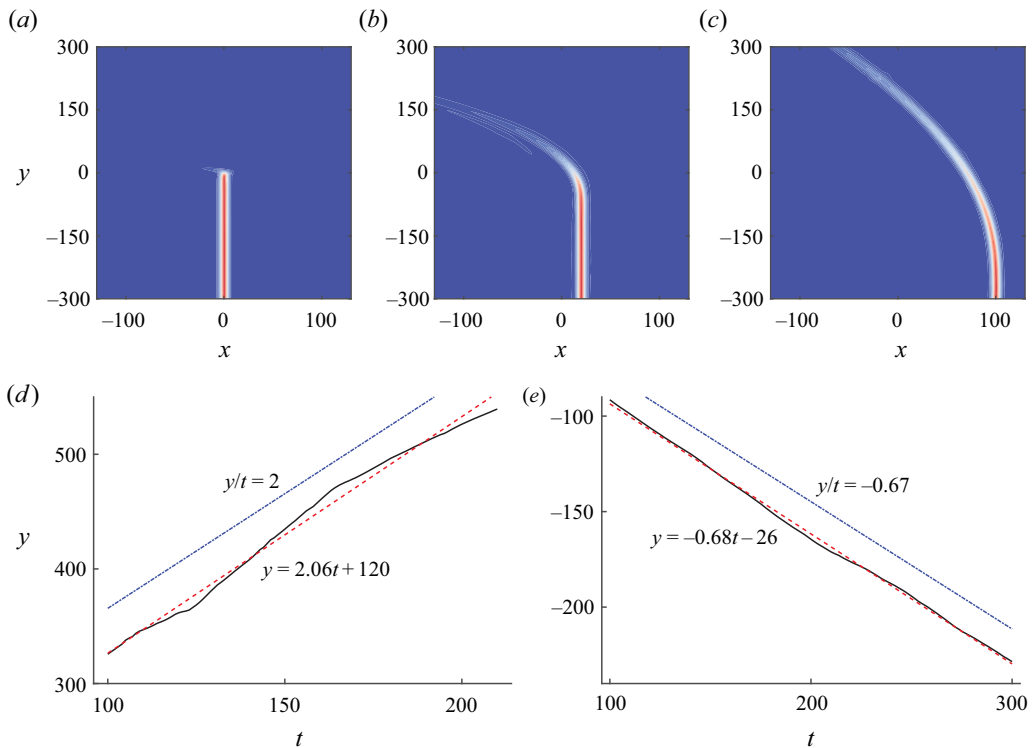 (a)
(b)
(c)
300
150
0
–150
–300
y
–100
0
100
x
300
150
0
–150
–300
–100
0
100
x
300
150
0
–150
–300
–100
0
100
x
(d)
500
400
300
y
y/t = 2
y = 2.06t + 120
100
150
200
t
(e)
–100
–150
–200
y/t = –0.67
y = –0.68t – 26
100
200
300
t